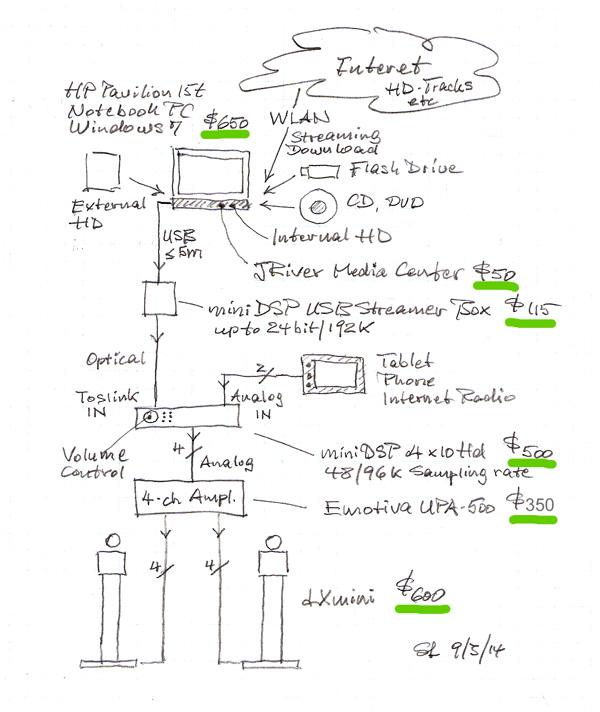 Interet
HD-Tracks
etc
HP Pavilion 15t
Notebook PC
Windows 7 $650
WLAN
Streaming
Download
Flash Drive
CD, DVD
External
HD
Internal HD
USB
≤5m
JRiver Media Center $50
miniDSP USB Streamer Box $115
up to 24bit/192K
Optical
2
Tablet
Phone
Internet Radio
Toslink
IN
Analog
IN
Volume
Control
4
Analog
miniDSP 4x10Hd $500
48/96K Sampling rate
4-ch Ampl.
Emotiva UPA-500 $350
4
4
LXmini $600
SL 9/5/14